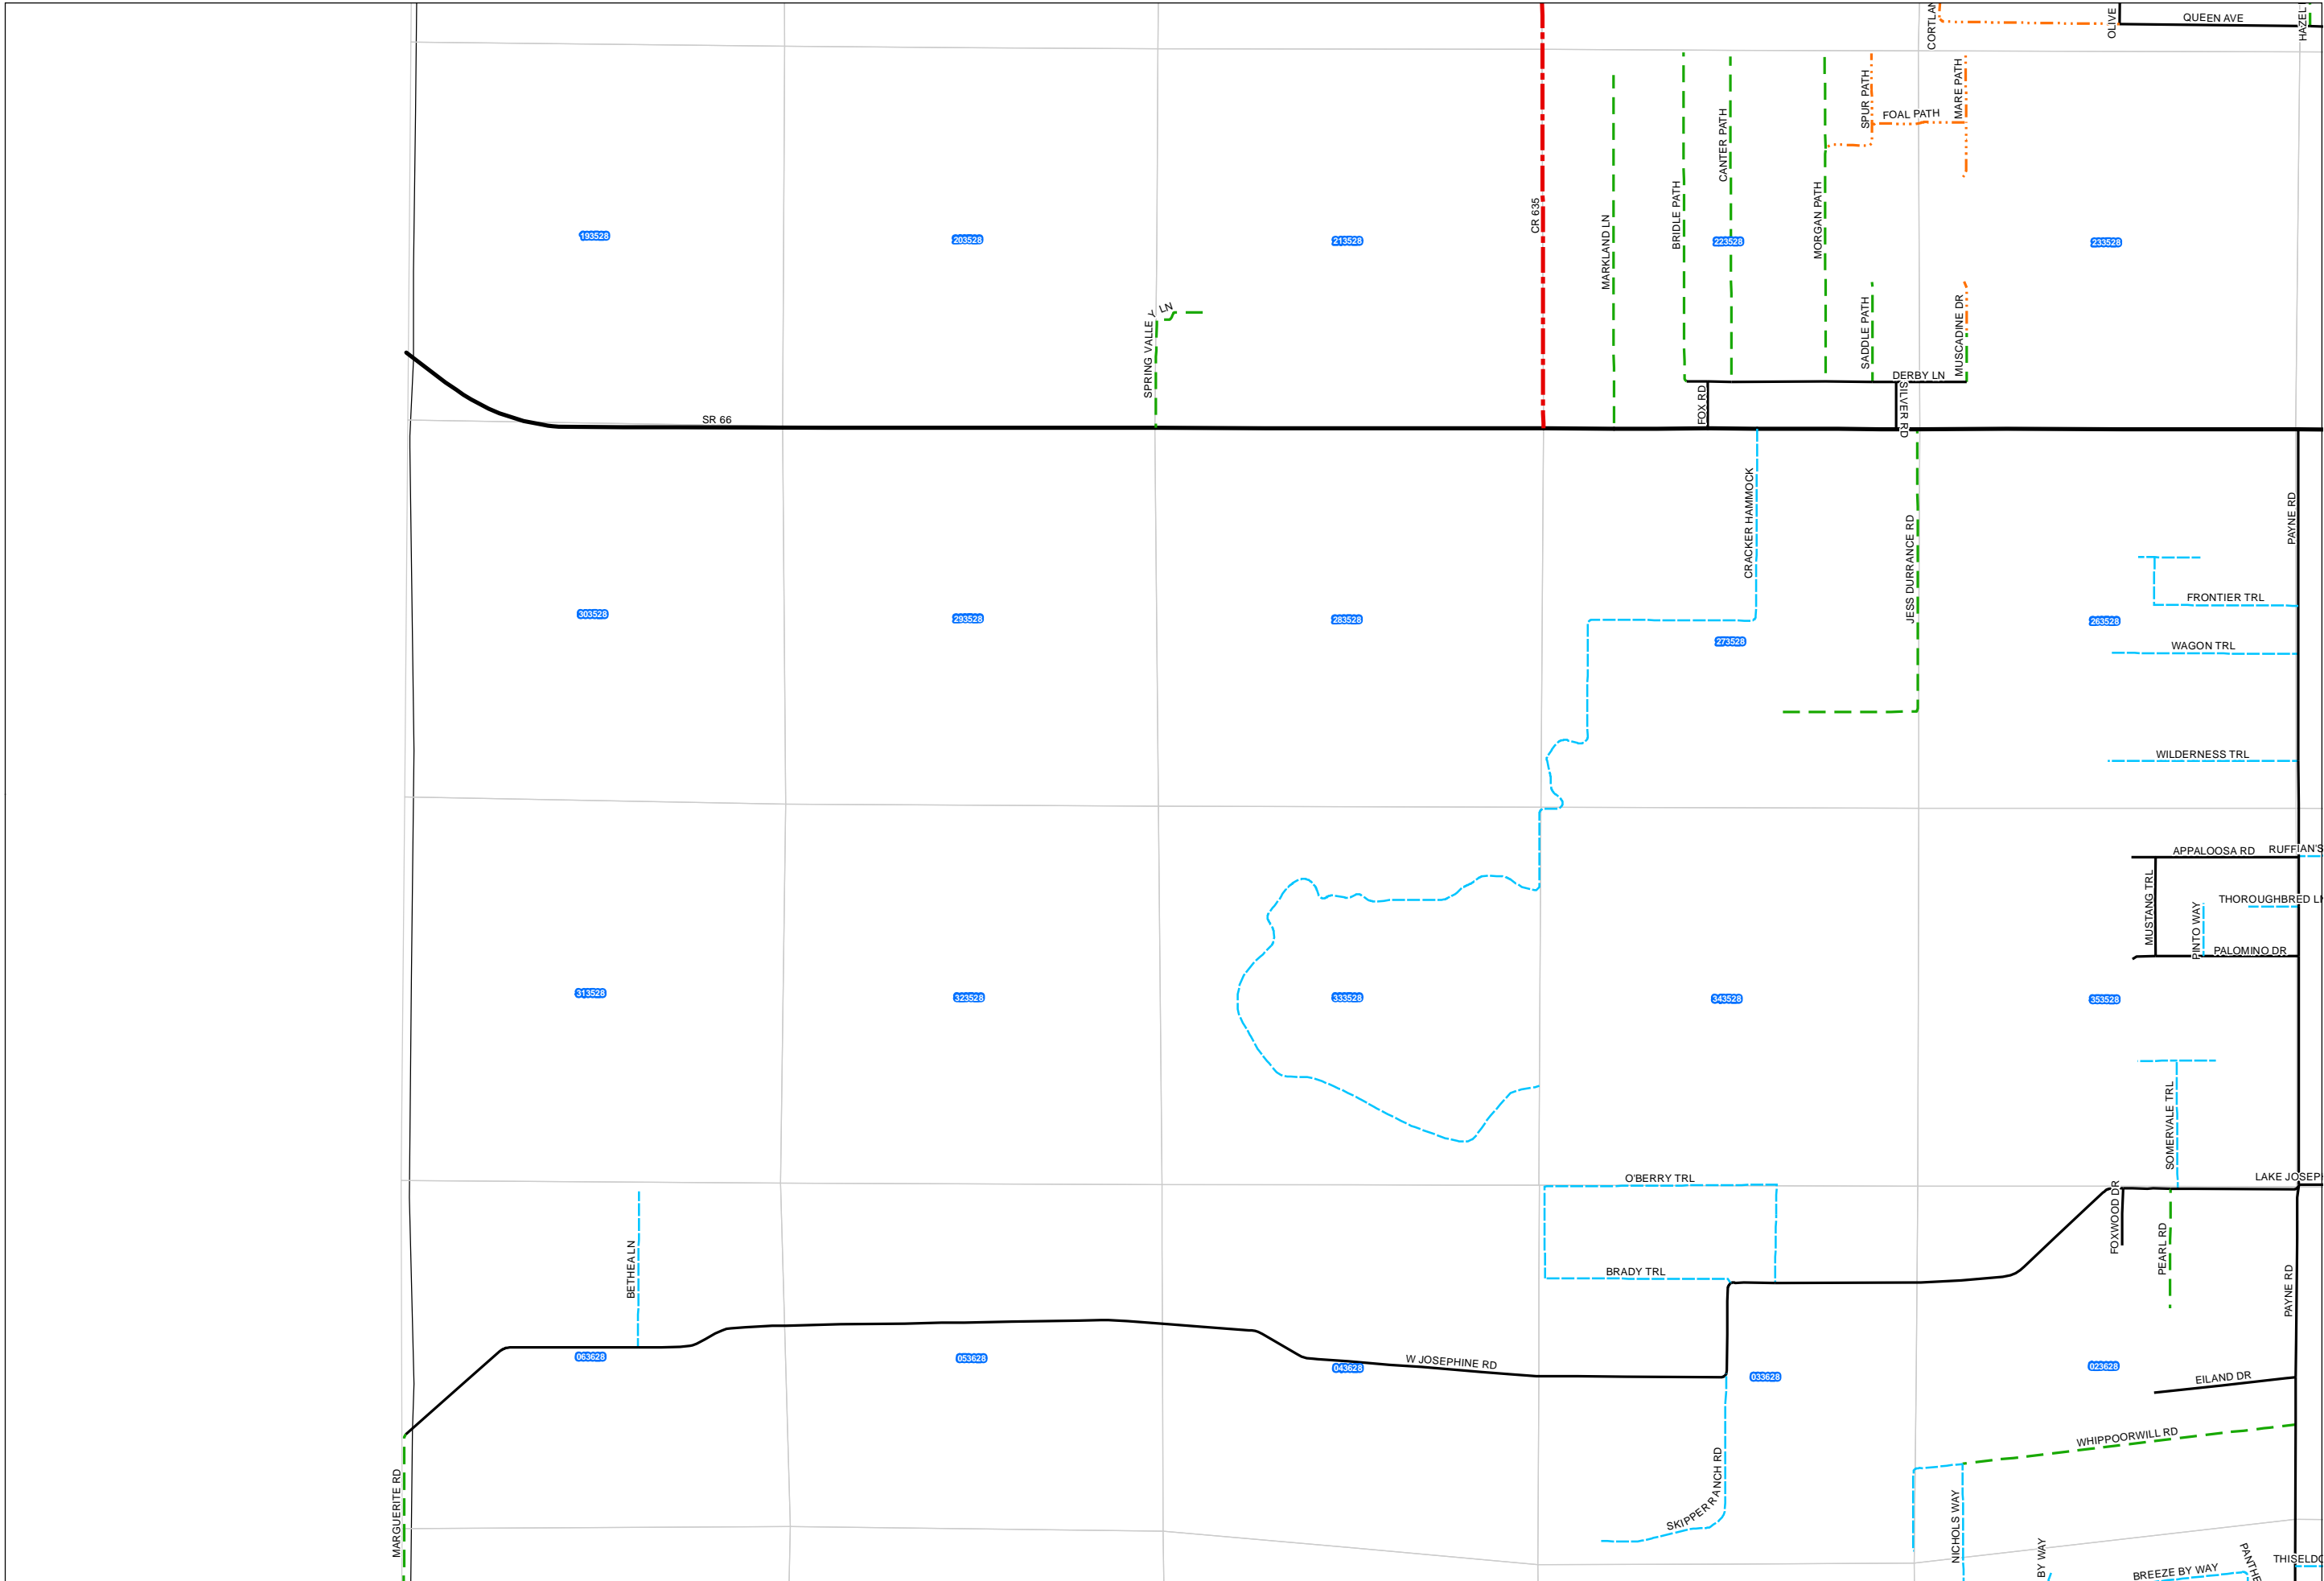 CORTLAN
OLIVE
QUEEN AVE
HAZEL
SPUR PATH
MARE PATH
FOAL PATH
CANTER PATH
BRIDLE PATH
MORGAN PATH
MARKLAND LN
CR 635
193528
203528
213528
223528
233528
SPRING VALLEY LN
SADDLE PATH
MUSCADINE DR
DERBY LN
FOX RD
SILVER RD
SR 66
CRACKER HAMMOCK
JESS DURRANCE RD
PAYNE RD
FRONTIER TRL
303528
293528
283528
273528
263528
WAGON TRL
WILDERNESS TRL
APPALOOSA RD
RUFFIAN'S
MUSTANG TRL
PINTO WAY
THOROUGHBRED LN
PALOMINO DR
313528
323528
333528
343528
353528
SOMERVALE TRL
O'BERRY TRL
LAKE JOSEP
FOXWOOD DR
PEARL RD
BETHEA LN
BRADY TRL
PAYNE RD
063628
053628
043628
W JOSEPHINE RD
033628
023628
EILAND DR
WHIPPOORWILL RD
MARGUERITE RD
SKIPPER RANCH RD
NICHOLS WAY
BY WAY
BREEZE BY WAY
PANTHE
THISELDO